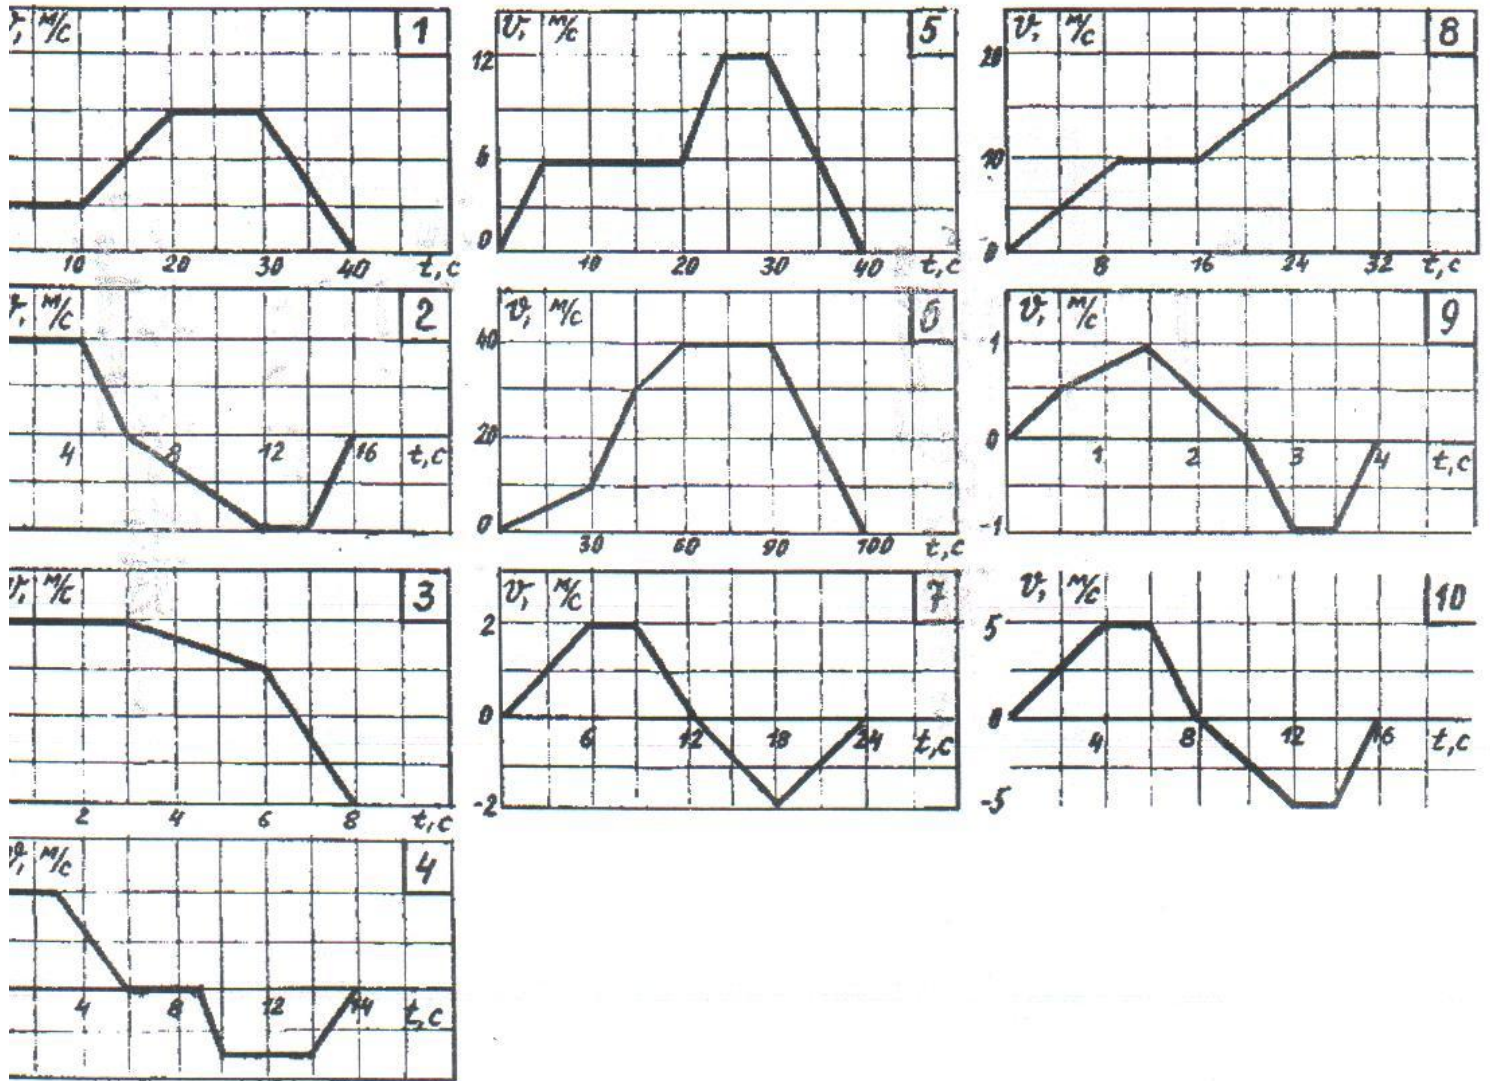 v, м/с 1
10 20 30 40 t, с
v, м/с 2
4 8 12 16 t, с
v, м/с 3
2 4 6 8 t, с
v, м/с 4
4 8 12 14 t, с
v, м/с 5
12
6
0
10 20 30 40 t, с
v, м/с 6
40
20
0
30 60 90 100 t, с
v, м/с 7
2
0
6 12 18 24 t, с
-2
v, м/с 8
20
10
0
8 16 24 32 t, с
v, м/с 9
1
0
1 2 3 4 t, с
-1
v, м/с 10
5
0
4 8 12 16 t, с
-5